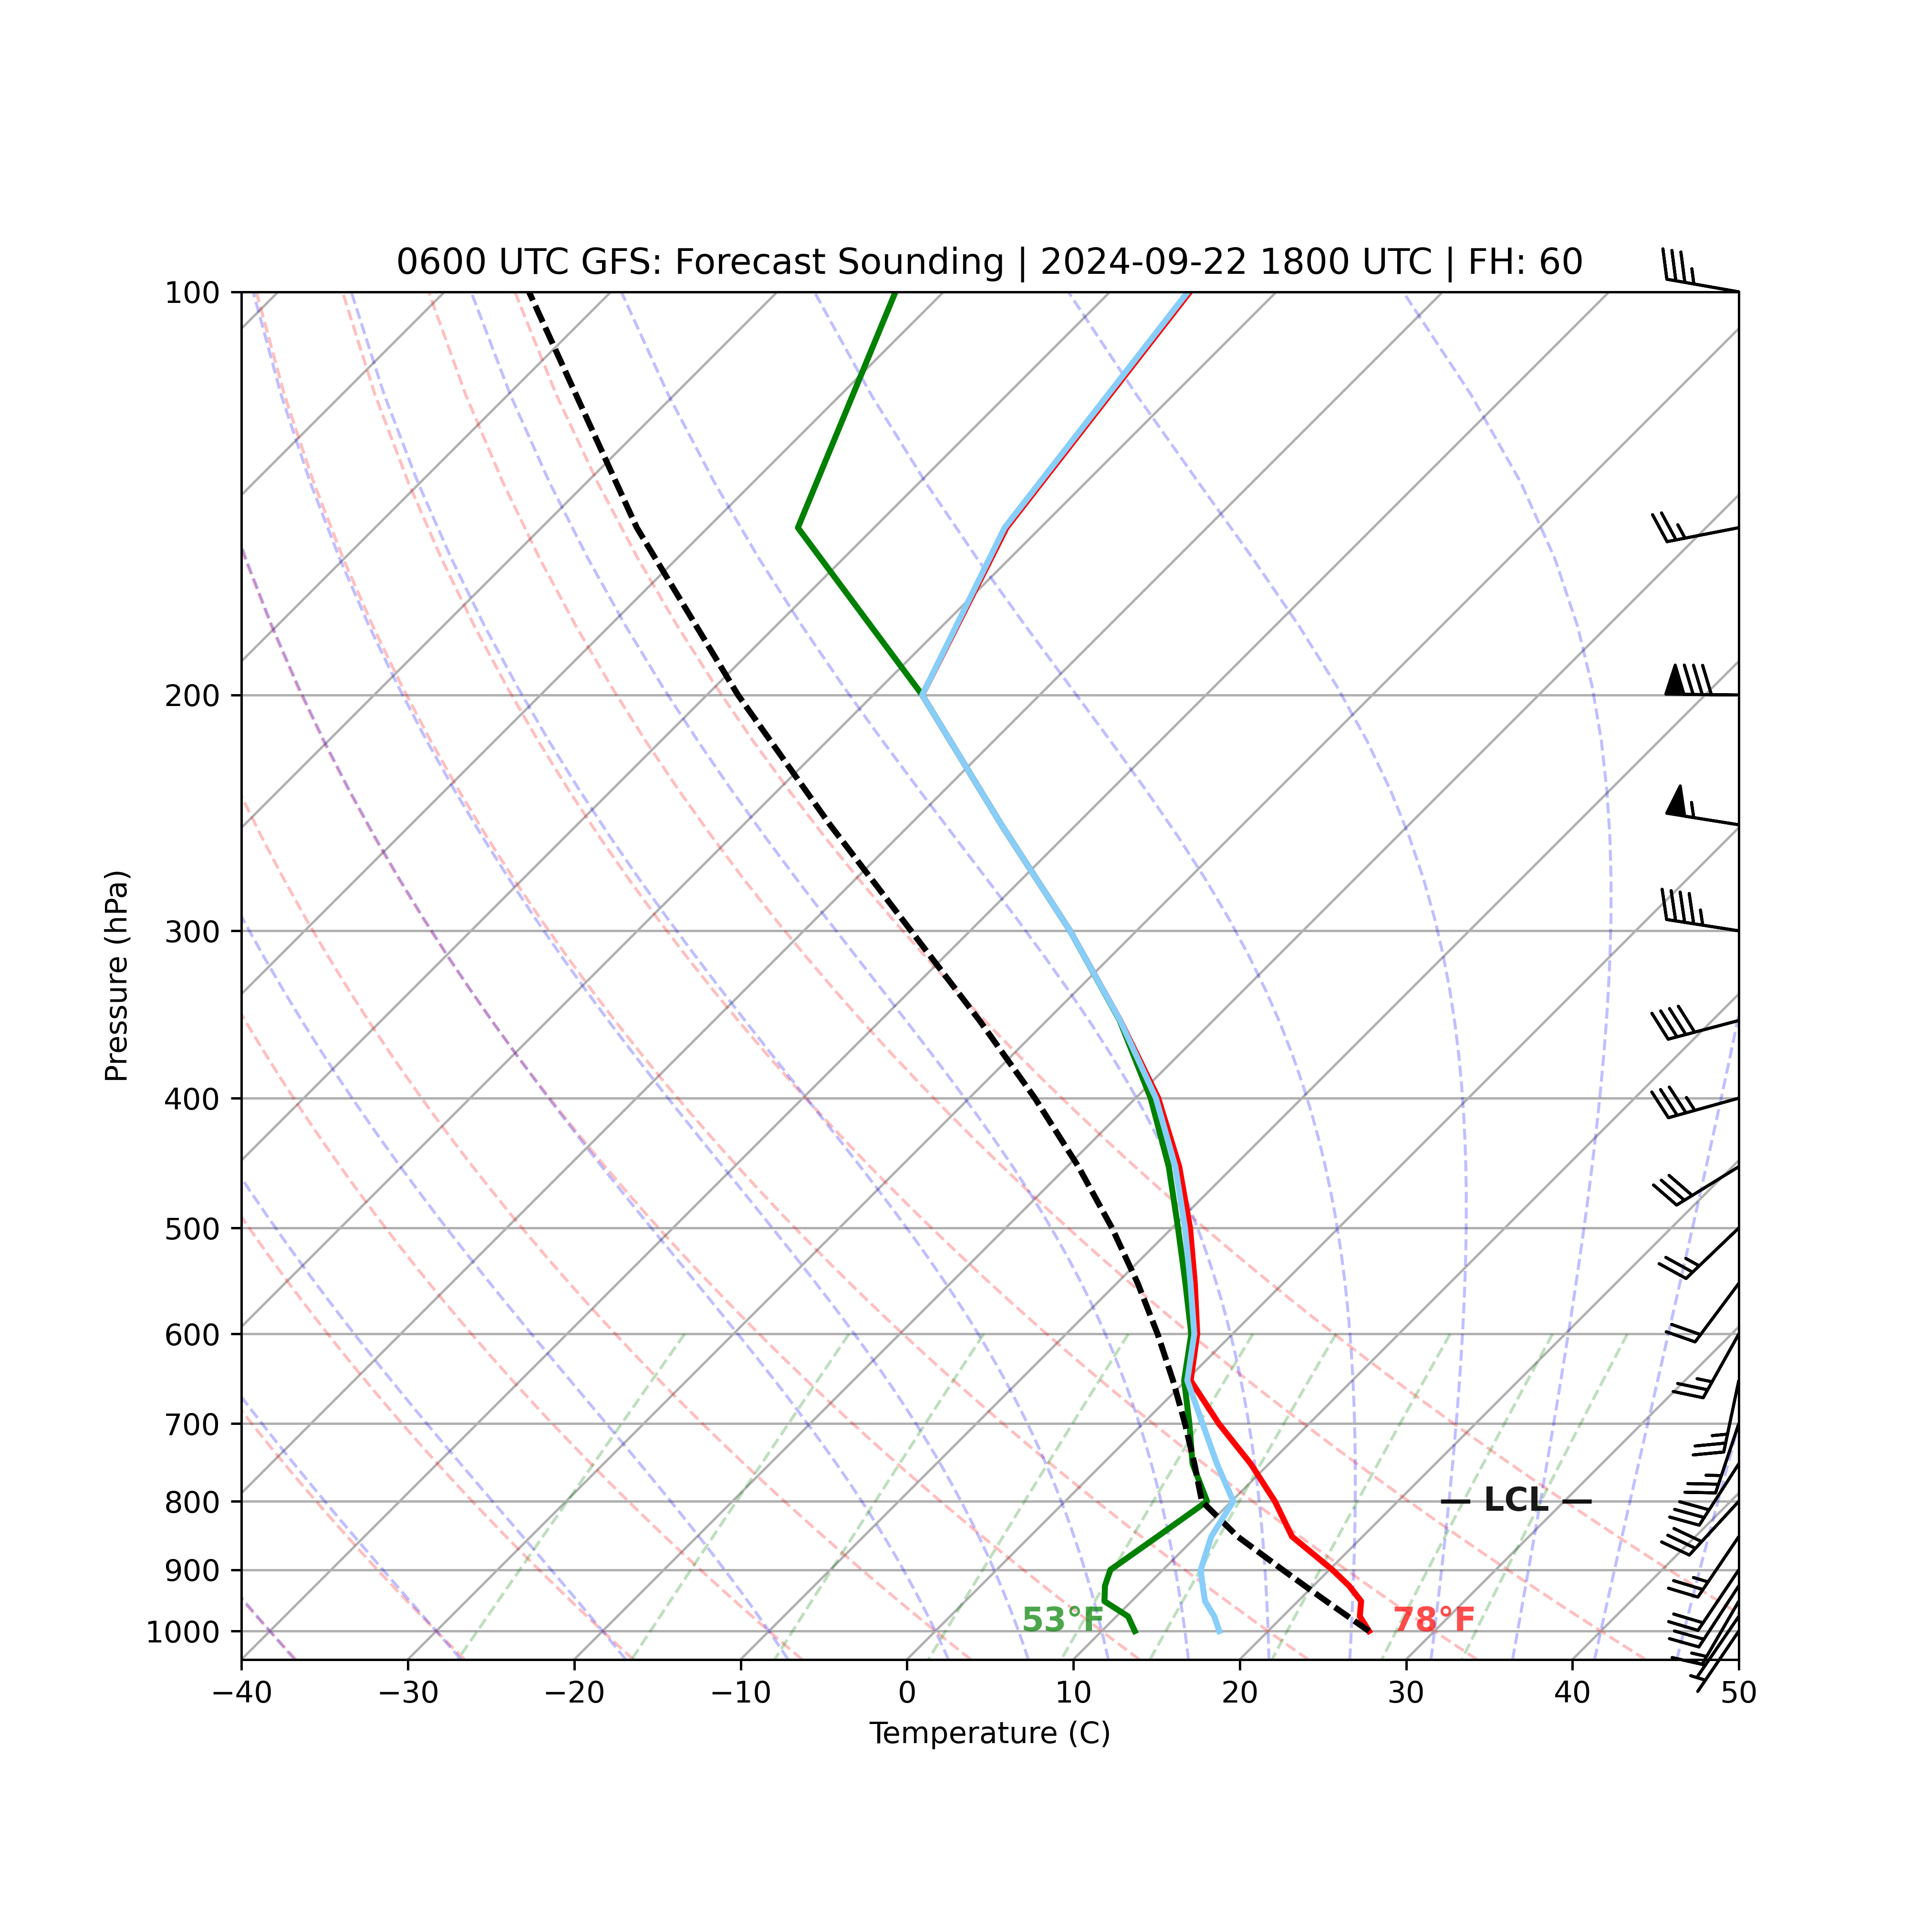 0600 UTC GFS: Forecast Sounding | 2024-09-22 1800 UTC | FH: 60
100
200
300
400
500
600
700
800
900
1000
Pressure (hPa)
LCL
53°F
78°F
−40 −30 −20 −10 0 10 20 30 40 50
Temperature (C)